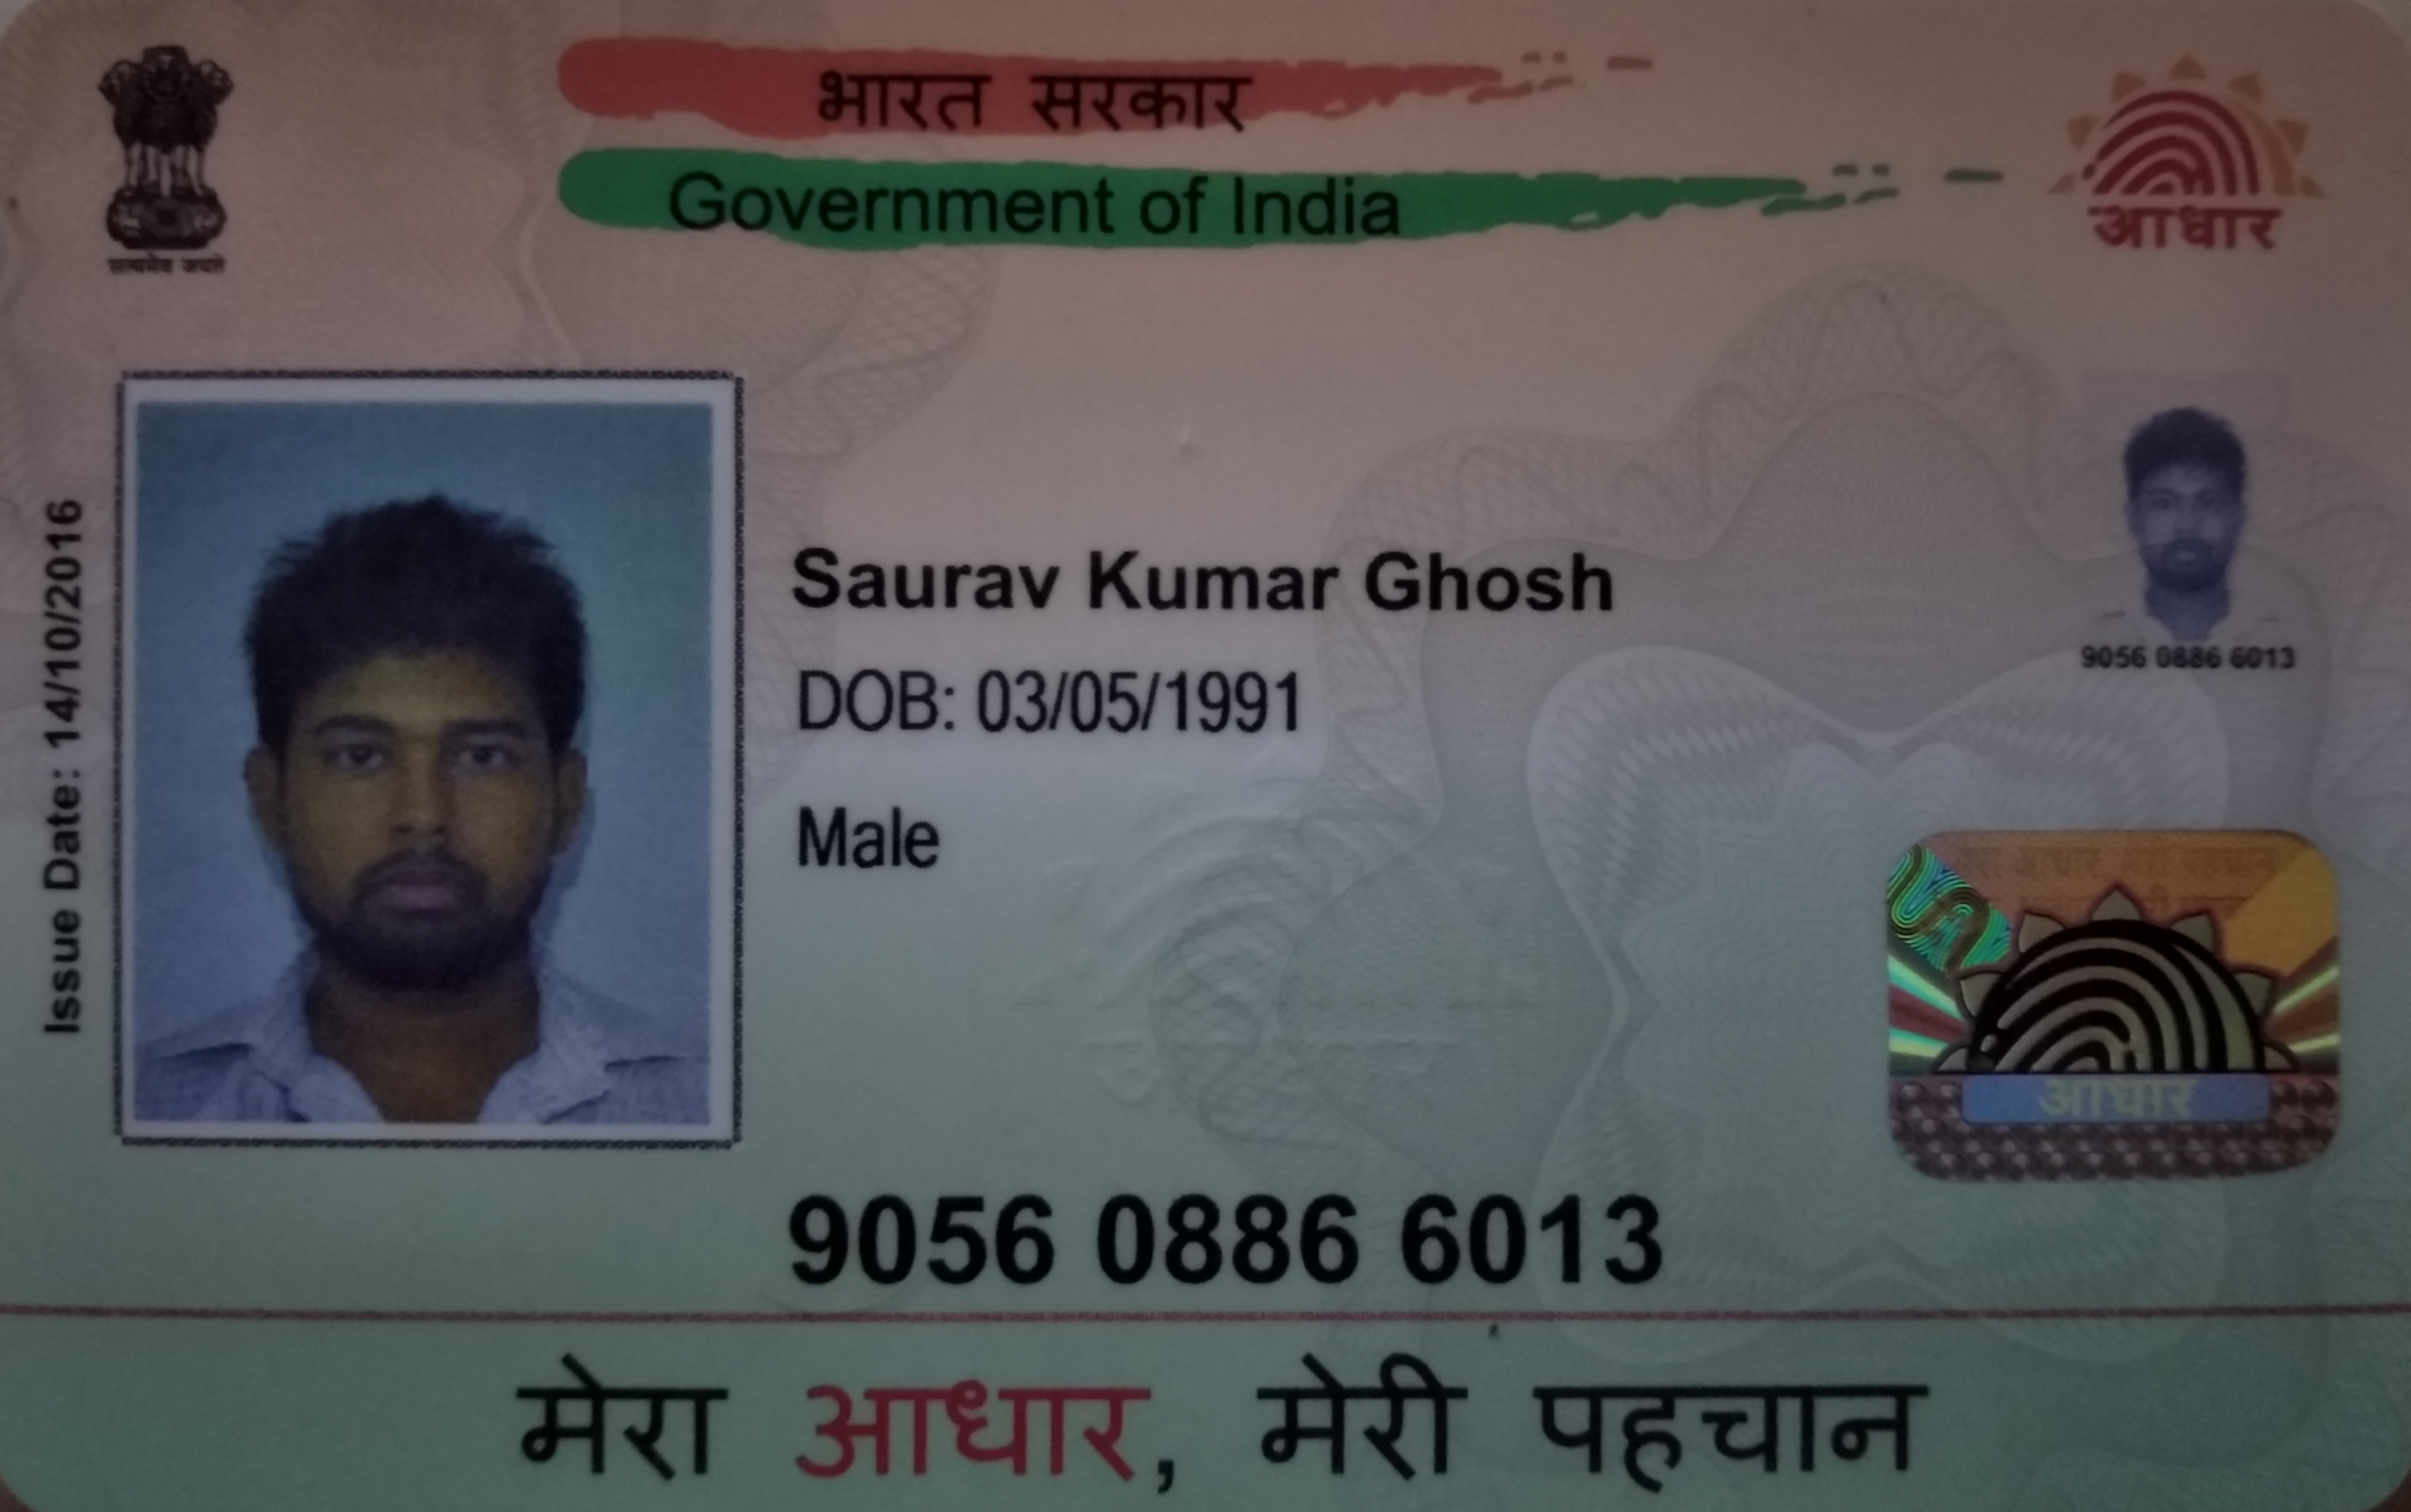 भारत सरकार
Government of India
सत्यमेव जयते
आधार
Issue Date: 14/10/2016
Saurav Kumar Ghosh
DOB: 03/05/1991
Male
9056 0886 6013
आधार
9056 0886 6013
मेरा आधार, मेरी पहचान